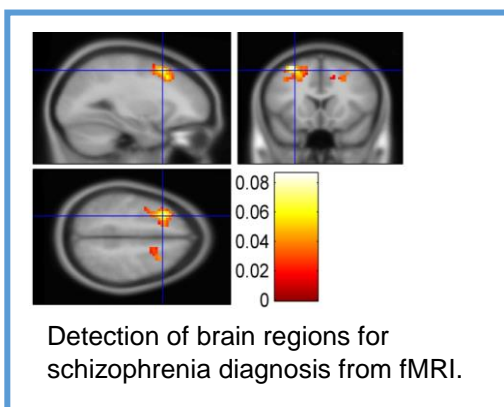 0.08
0.06
0.04
0.02
0
Detection of brain regions for
schizophrenia diagnosis from fMRI.